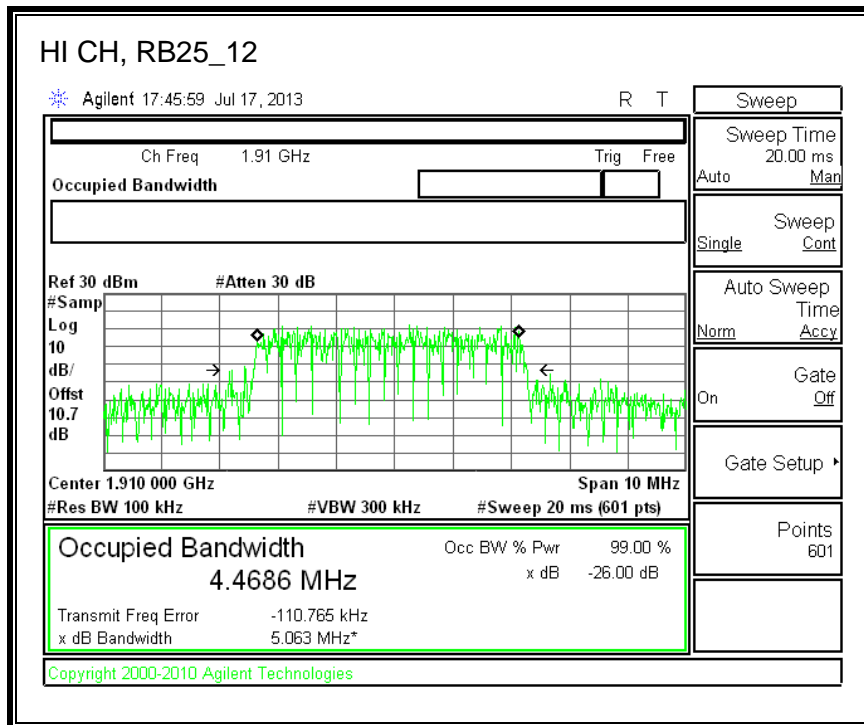 HI CH, RB25_12
Agilent 17:45:59 Jul 17, 2013 R T
Ch Freq 1.91 GHz Trig Free
Occupied Bandwidth
Ref 30 dBm #Atten 30 dB
#Samp
Log
10
dB/
Offst
10.7
dB
Center 1.910 000 GHz Span 10 MHz
#Res BW 100 kHz #VBW 300 kHz #Sweep 20 ms (601 pts)
Occupied Bandwidth Occ BW % Pwr 99.00 %
4.4686 MHz x dB -26.00 dB
Transmit Freq Error -110.765 kHz
x dB Bandwidth 5.063 MHz*
Copyright 2000-2010 Agilent Technologies
Sweep
Sweep Time
20.00 ms
Auto Man
Sweep
Single Cont
Auto Sweep
Time
Norm Accy
Gate
On Off
Gate Setup
Points
601